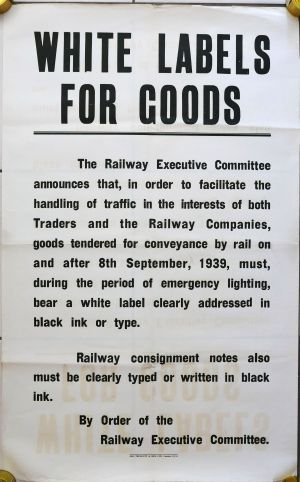 WHITE LABELS
FOR GOODS
The Railway Executive Committee
announces that, in order to facilitate the
handling of traffic in the interests of both
Traders and the Railway Companies,
goods tendered for conveyance by rail on
and after 8th September, 1939, must,
during the period of emergency lighting,
bear a white label clearly addressed in
black ink or type.
Railway consignment notes also
must be clearly typed or written in black
ink.
By Order of the
Railway Executive Committee.